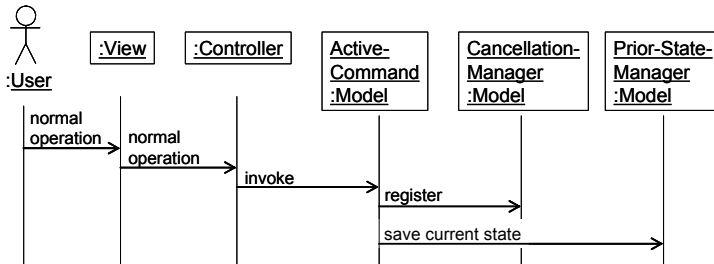 :User
:View
:Controller
Active-
Command
:Model
Cancellation-
Manager
:Model
Prior-State-
Manager
:Model
normal
operation
normal
operation
invoke
register
save current state